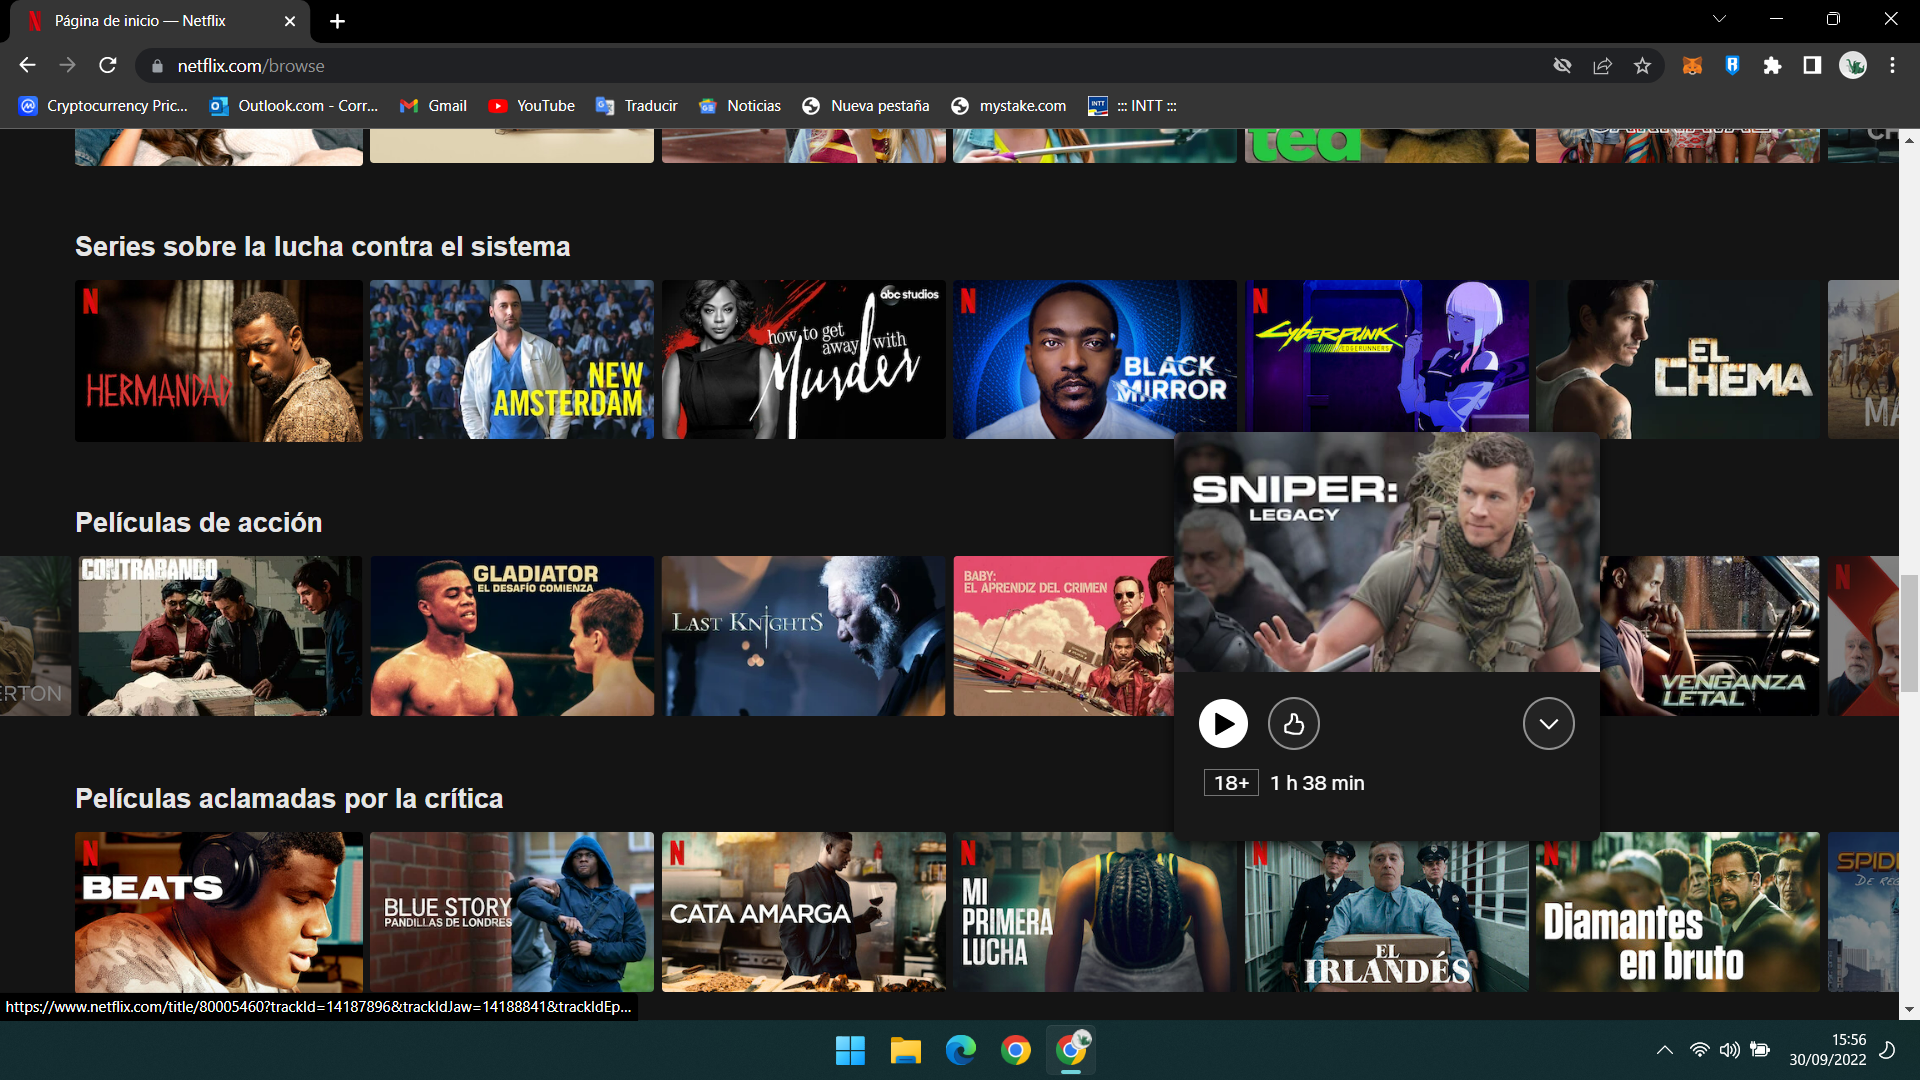 Página de inicio — Netflix
netflix.com/browse
Cryptocurrency Pric...
Outlook.com - Corr...
Gmail
YouTube
Traducir
Noticias
Nueva pestaña
mystake.com
INTT
::: INTT :::
ted
CH
Series sobre la lucha contra el sistema
N
HERMANDAD
NEW
AMSTERDAM
abc studios
how to get
away with
Murder
N
BLACK
MIRROR
N
CYBERPUNK
EDGERUNNERS
EL
CHEMA
MA
Películas de acción
ERTON
CONTRABANDO
GLADIATOR
EL DESAFÍO COMIENZA
LAST KNIGHTS
BABY:
EL APRENDIZ DEL CRIMEN
SNIPER:
LEGACY
18+
1 h 38 min
VENGANZA
LETAL
N
Películas aclamadas por la crítica
N
BEATS
BLUE STORY
PANDILLAS DE LONDRES
N
CATA AMARGA
N
MI
PRIMERA
LUCHA
N
EL
IRLANDÉS
N
Diamantes
en bruto
SPID
DE RE
https://www.netflix.com/title/80005460?trackId=14187896&trackIdJaw=14188841&trackIdEp...
15:56
30/09/2022